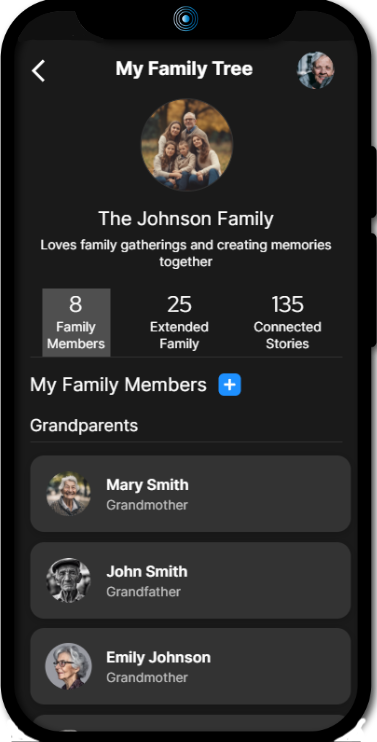 My Family Tree
The Johnson Family
Loves family gatherings and creating memories
together
8
Family
Members
25
Extended
Family
135
Connected
Stories
My Family Members +
Grandparents
Mary Smith
Grandmother
John Smith
Grandfather
Emily Johnson
Grandmother